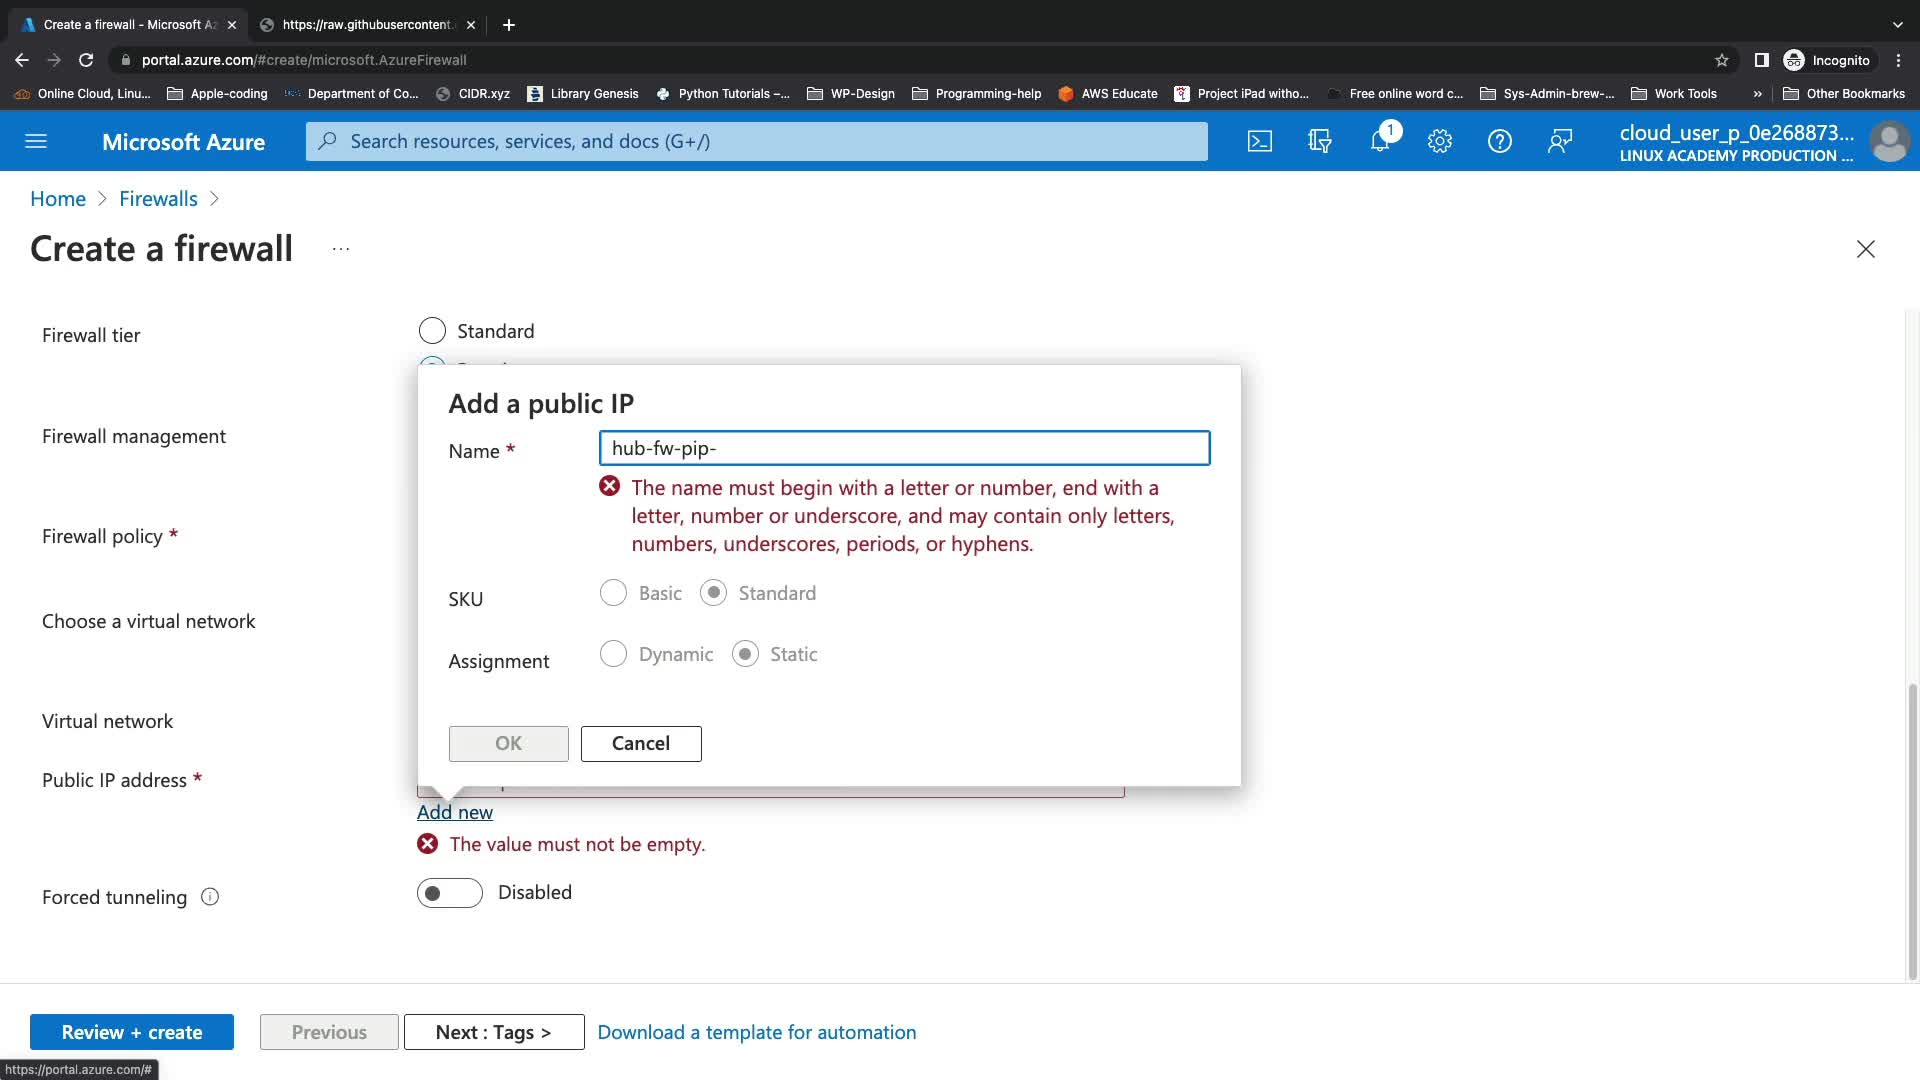 Create a firewall - Microsoft Az
https://raw.githubusercontent.
portal.azure.com/#create/microsoft.AzureFirewall
Incognito
Online Cloud, Linu...
Apple-coding
Department of Co...
CIDR.xyz
Library Genesis
Python Tutorials –...
WP-Design
Programming-help
AWS Educate
Project iPad witho...
Free online word c...
Sys-Admin-brew-...
Work Tools
»
Other Bookmarks
Microsoft Azure
Search resources, services, and docs (G+/)
1
cloud_user_p_0e268873...
LINUX ACADEMY PRODUCTION ...
Home > Firewalls >
Create a firewall ...
Firewall tier
Standard
Firewall management
Firewall policy *
Choose a virtual network
Virtual network
Public IP address *
Add a public IP
Name *
hub-fw-pip-
The name must begin with a letter or number, end with a
letter, number or underscore, and may contain only letters,
numbers, underscores, periods, or hyphens.
SKU
Basic
Standard
Assignment
Dynamic
Static
OK
Cancel
Add new
The value must not be empty.
Forced tunneling
Disabled
Review + create
Previous
Next : Tags >
Download a template for automation
https://portal.azure.com/#